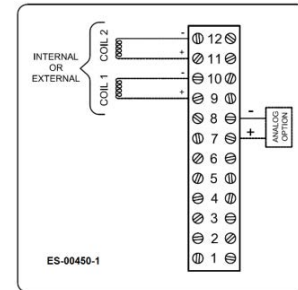 INTERNAL
OR
EXTERNAL
COIL 2
-
+
COIL 1
-
+
12
11
10
9
8
7
6
5
4
3
2
1
-
+
ANALOG
OPTION
ES-00450-1